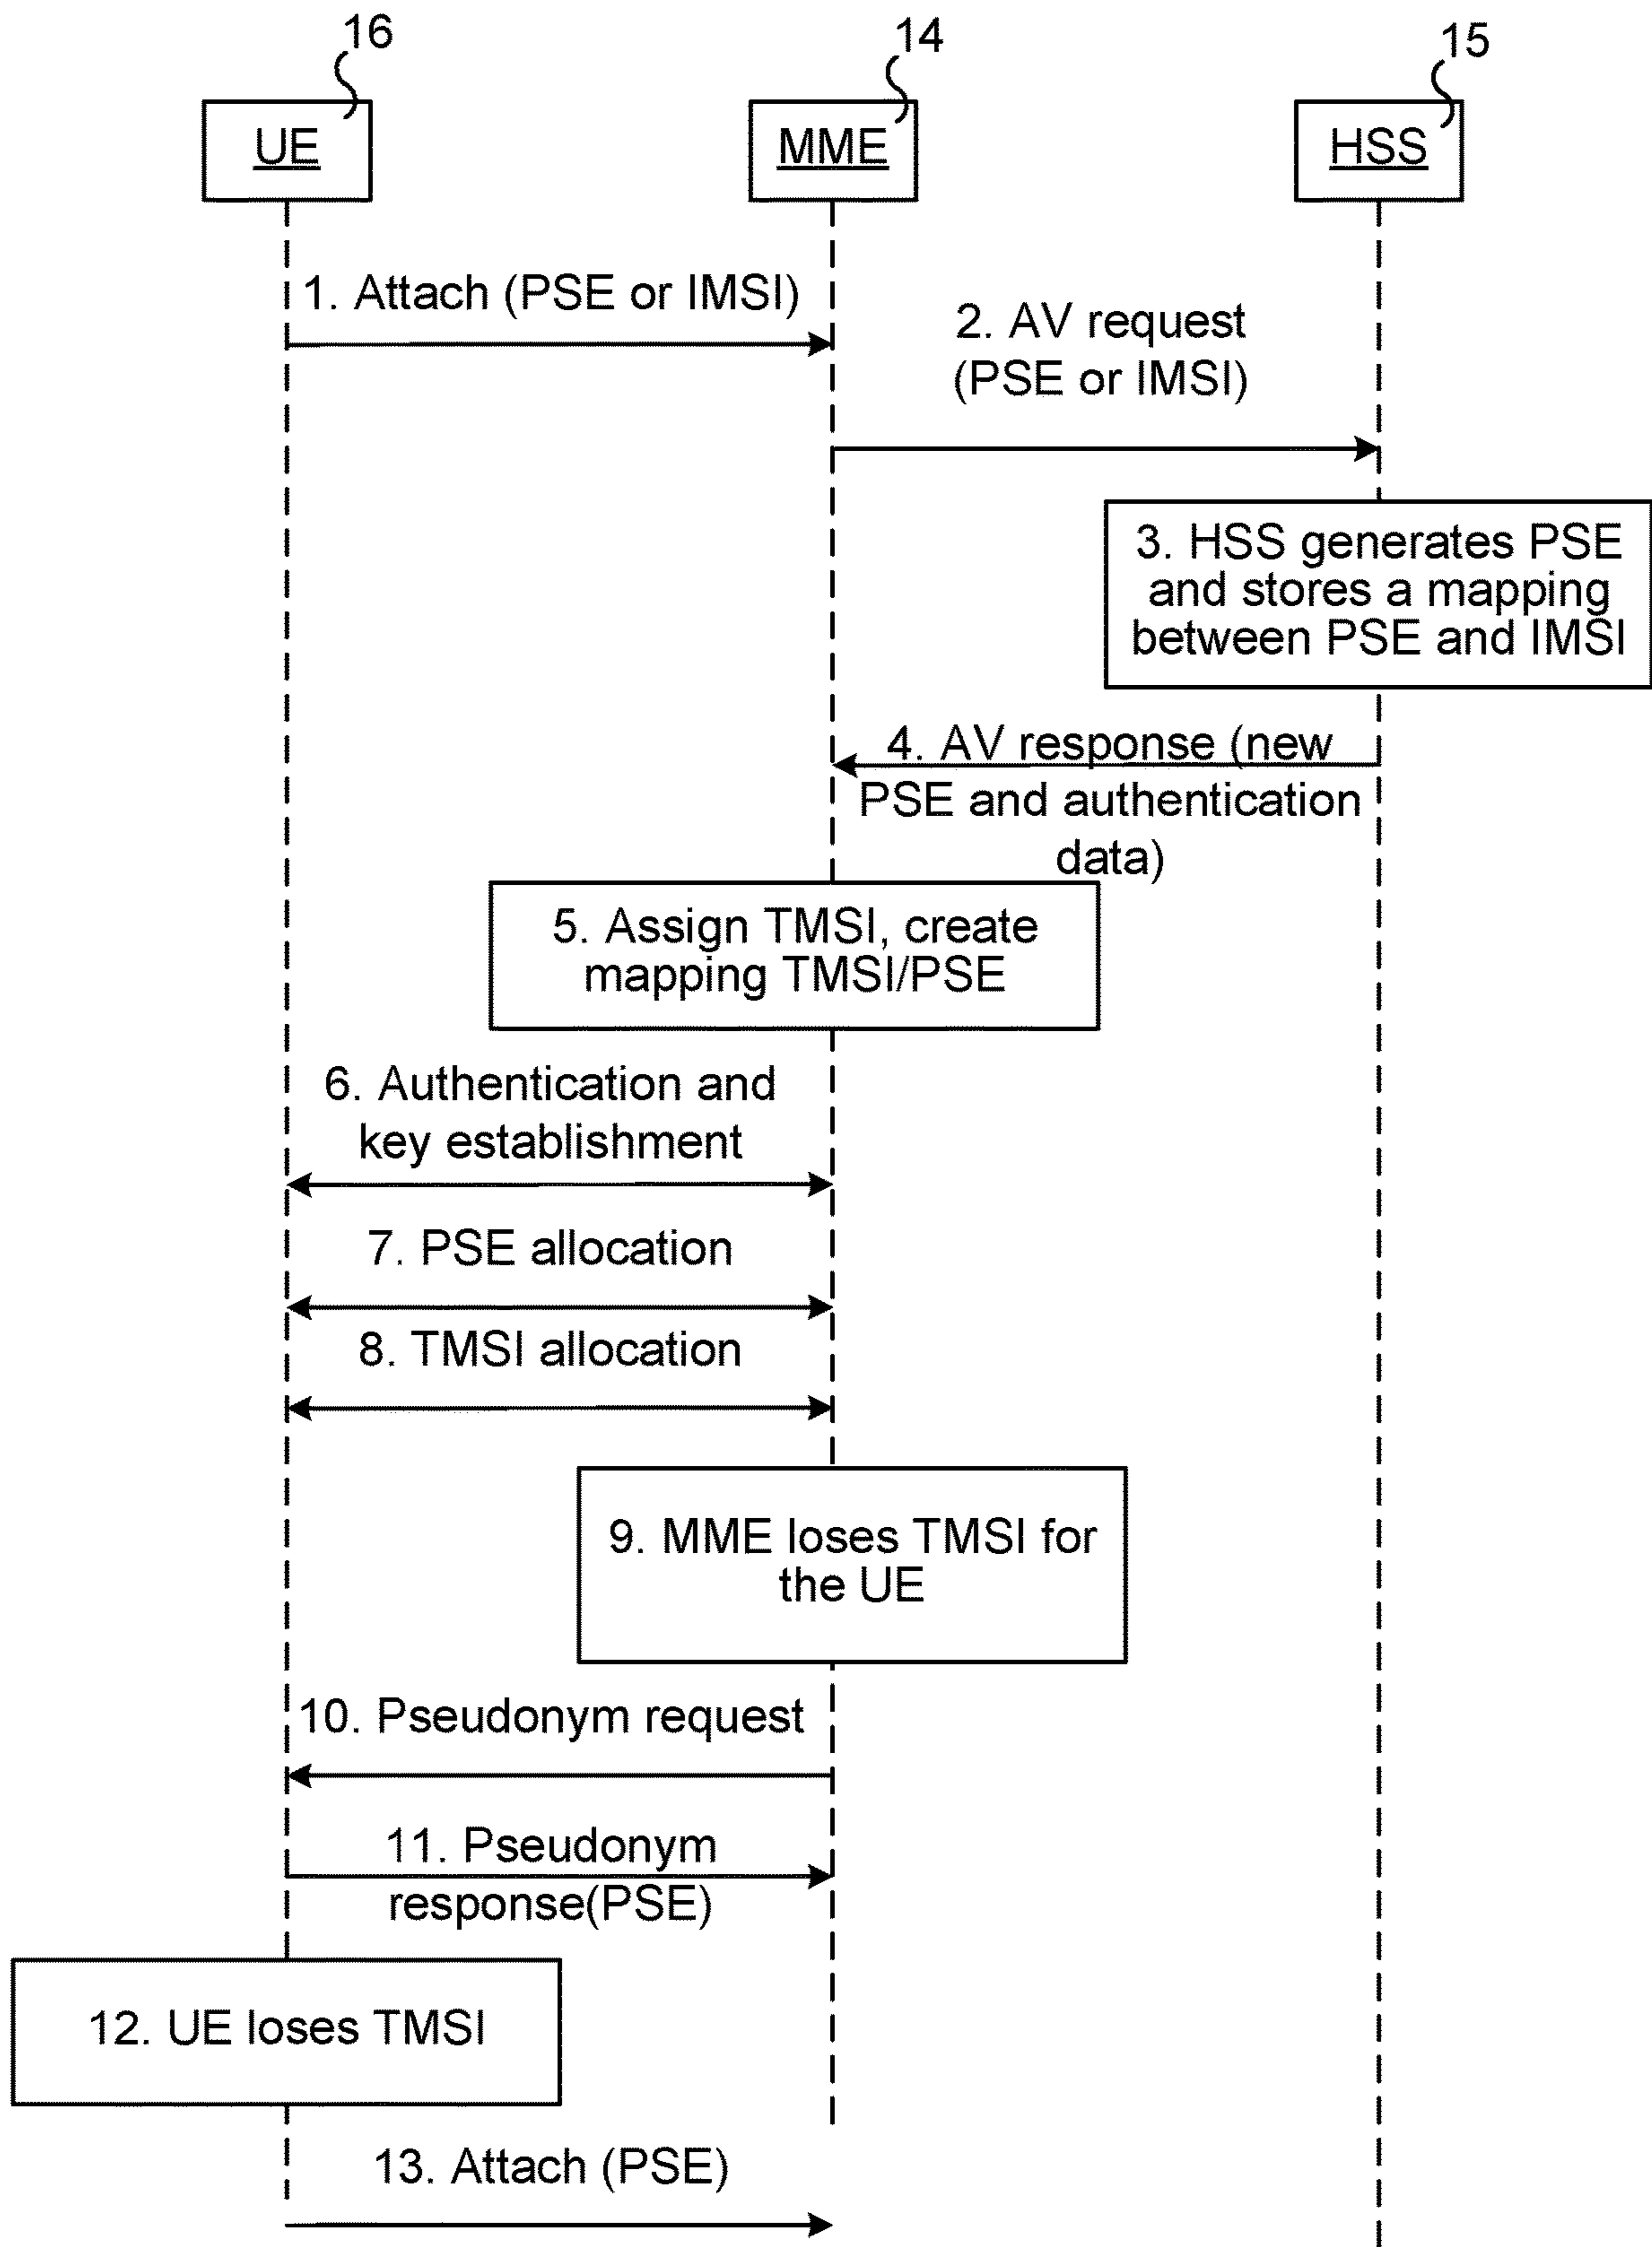 16
14
15
UE
MME
HSS
1. Attach (PSE or IMSI)
2. AV request
(PSE or IMSI)
3. HSS generates PSE
and stores a mapping
between PSE and IMSI
4. AV response (new
PSE and authentication
data)
5. Assign TMSI, create
mapping TMSI/PSE
6. Authentication and
key establishment
7. PSE allocation
8. TMSI allocation
9. MME loses TMSI for
the UE
10. Pseudonym request
11. Pseudonym
response(PSE)
12. UE loses TMSI
13. Attach (PSE)